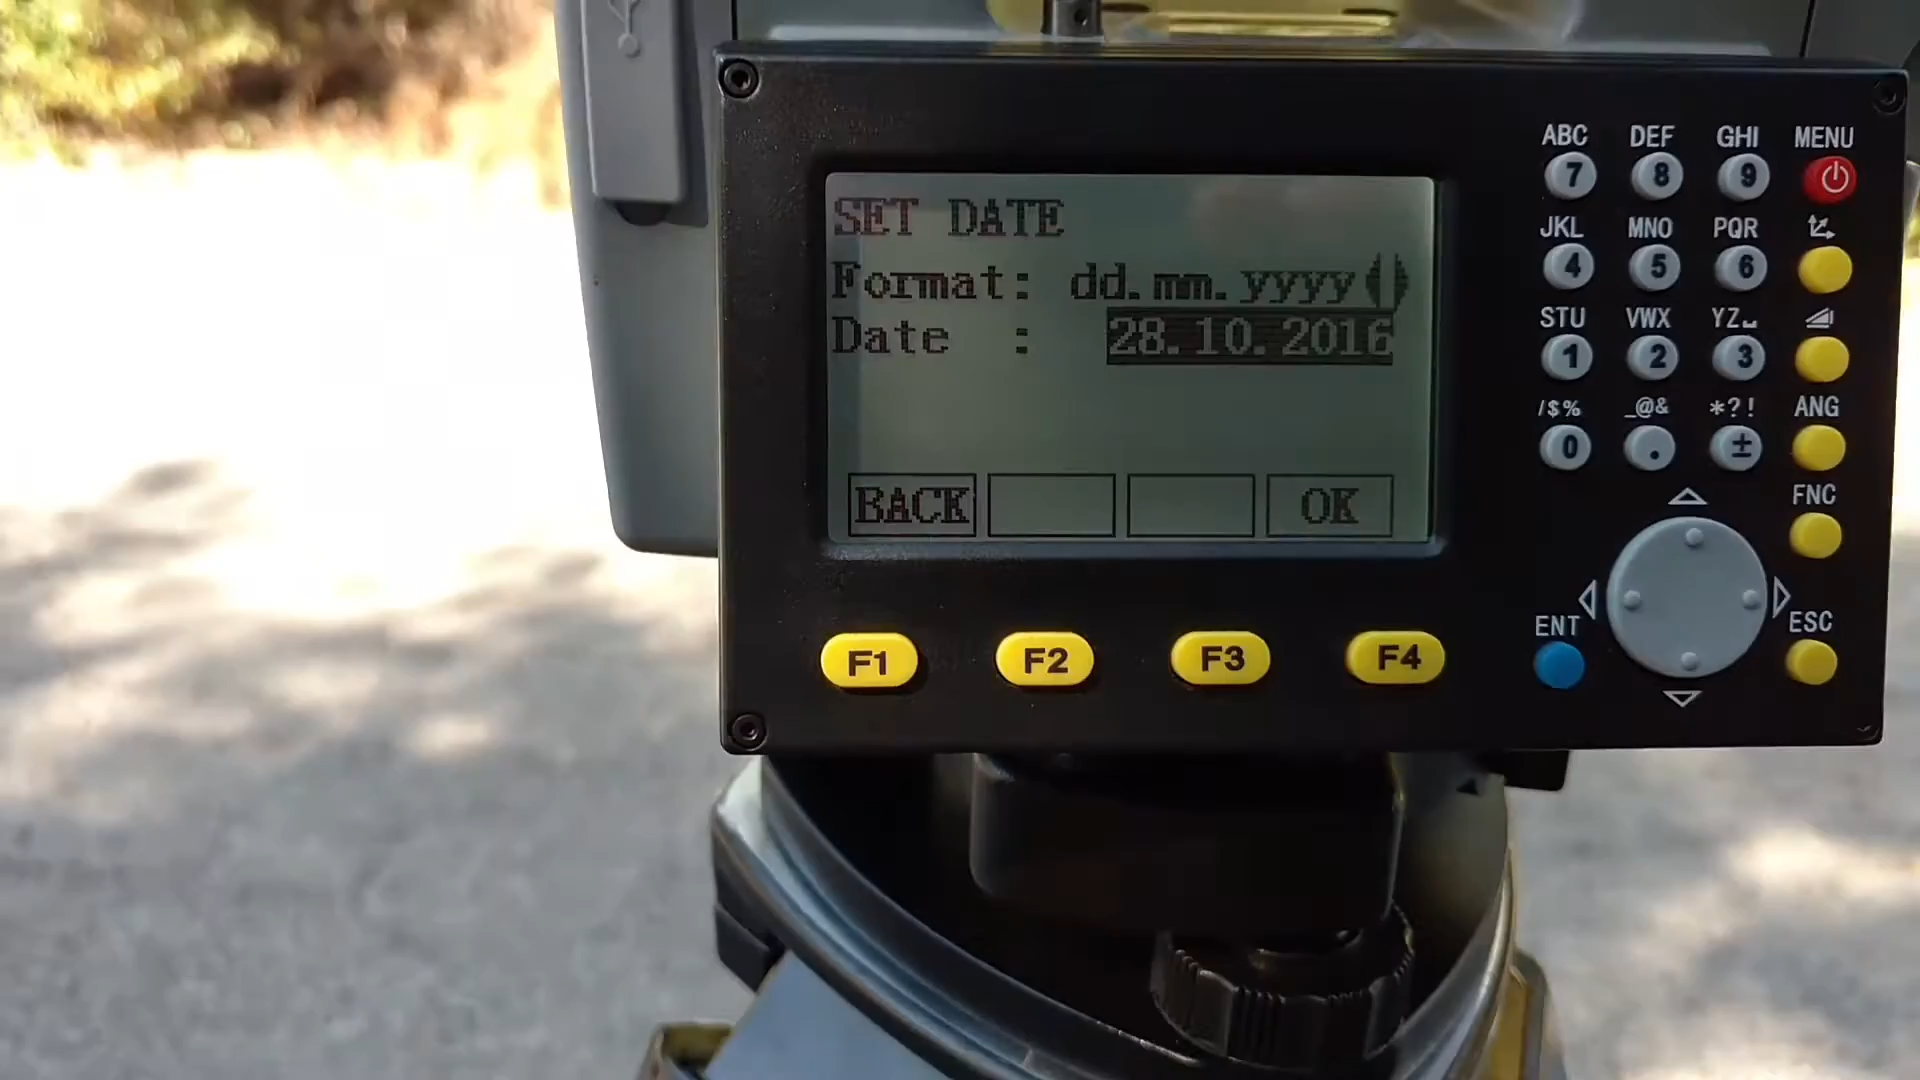 SET DATE
Format: dd.mm.yyyy
Date : 28.10.2016
BACK OK
F1 F2 F3 F4
ABC DEF GHI MENU
7 8 9
JKL MNO PQR
4 5 6
STU VWX YZ␣
1 2 3
/$% _@& *?! ANG
0 . ±
FNC
ENT ESC